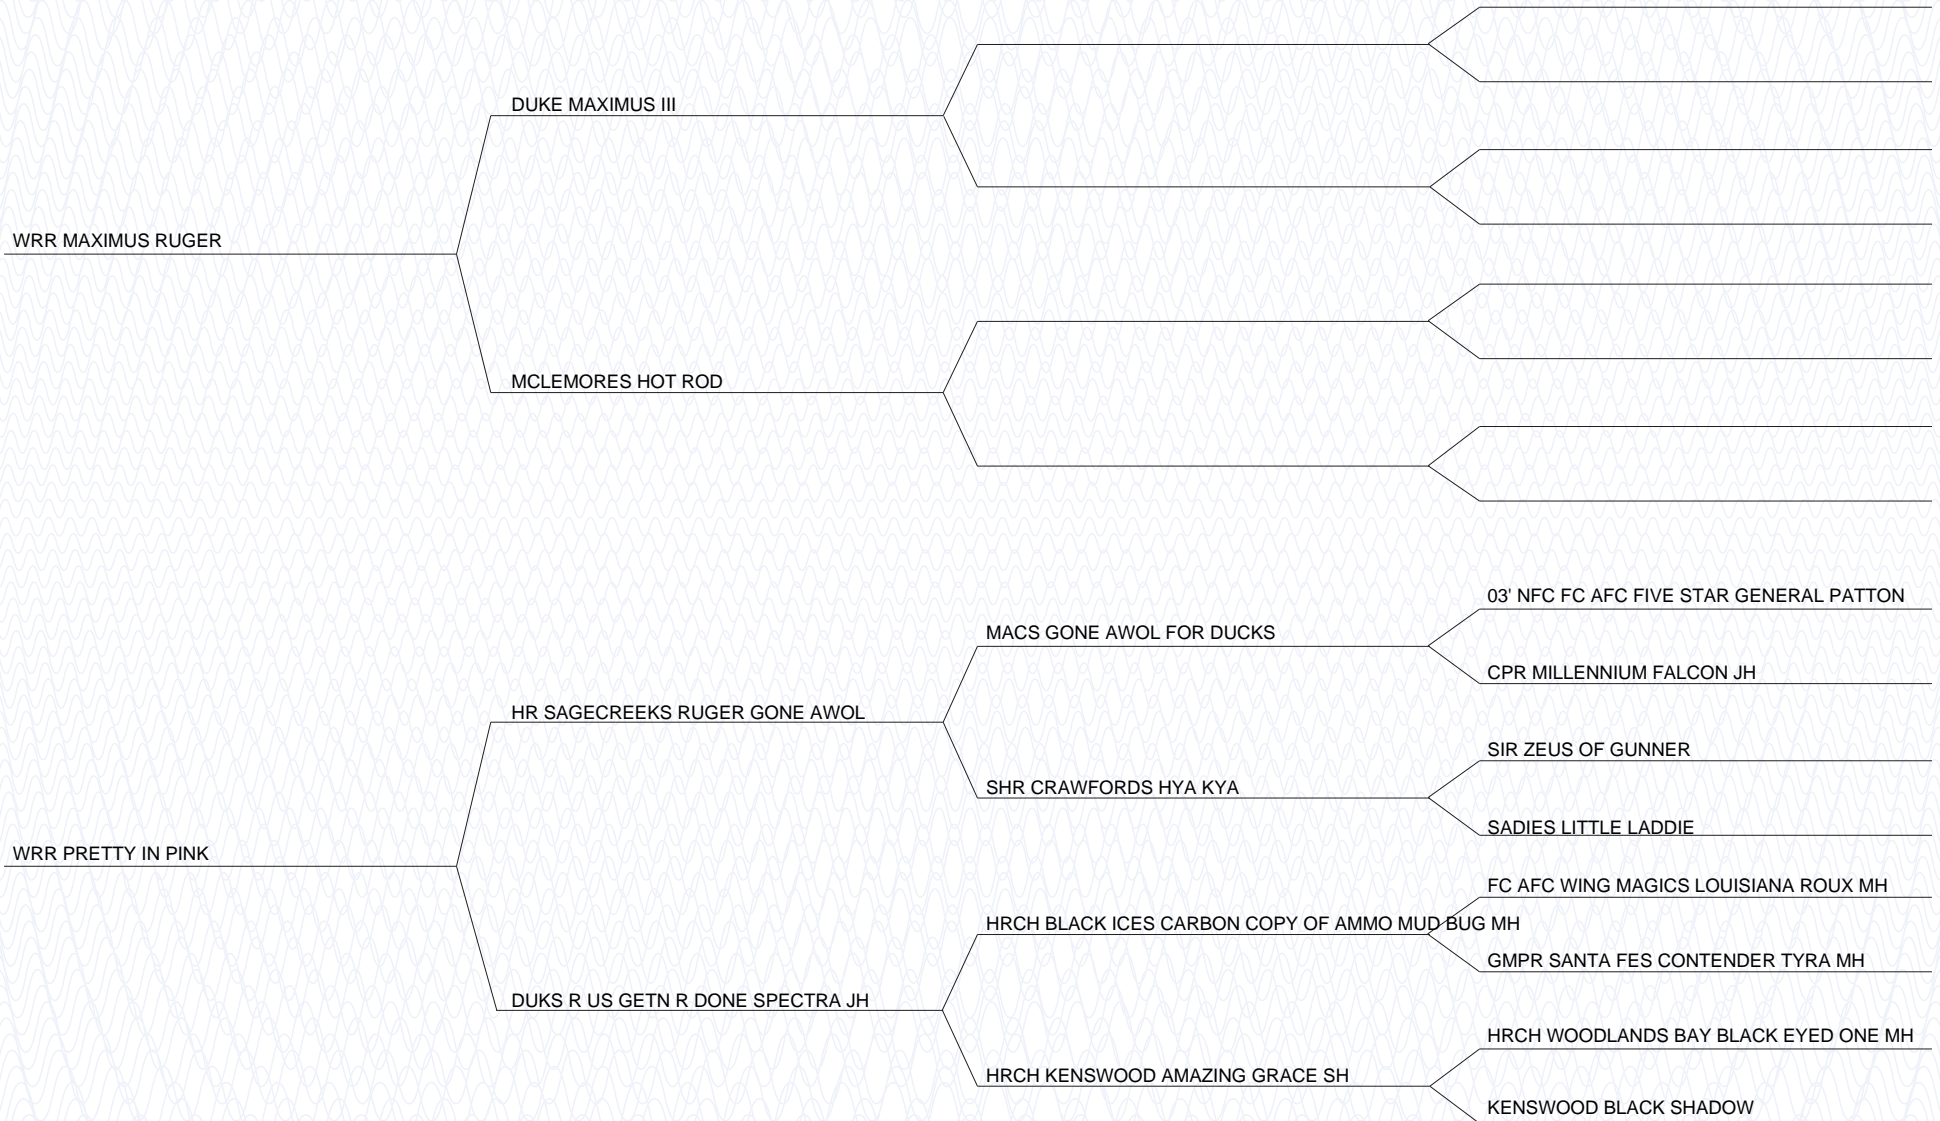 DUKE MAXIMUS III
WRR MAXIMUS RUGER
MCLEMORES HOT ROD
03' NFC FC AFC FIVE STAR GENERAL PATTON
MACS GONE AWOL FOR DUCKS
CPR MILLENNIUM FALCON JH
HR SAGECREEKS RUGER GONE AWOL
SIR ZEUS OF GUNNER
SHR CRAWFORDS HYA KYA
SADIES LITTLE LADDIE
WRR PRETTY IN PINK
FC AFC WING MAGICS LOUISIANA ROUX MH
HRCH BLACK ICES CARBON COPY OF AMMO MUD BUG MH
GMPR SANTA FES CONTENDER TYRA MH
DUKS R US GETN R DONE SPECTRA JH
HRCH WOODLANDS BAY BLACK EYED ONE MH
HRCH KENSWOOD AMAZING GRACE SH
KENSWOOD BLACK SHADOW